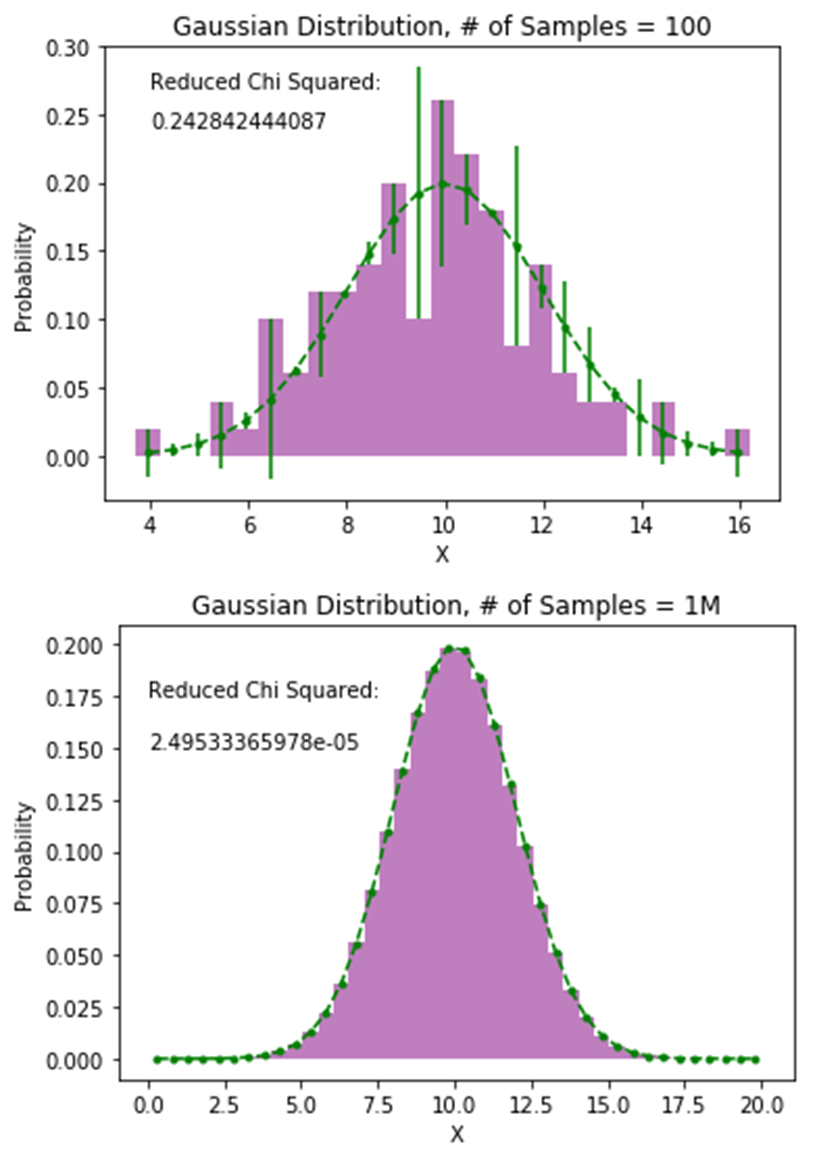 Gaussian Distribution, # of Samples = 100
0.30
Reduced Chi Squared:
0.242842444087
0.25
0.20
0.15
0.10
0.05
0.00
Probability
4 6 8 10 12 14 16
X
Gaussian Distribution, # of Samples = 1M
0.200
Reduced Chi Squared:
0.175
2.49533365978e-05
0.150
0.125
0.100
0.075
0.050
0.025
0.000
Probability
0.0 2.5 5.0 7.5 10.0 12.5 15.0 17.5 20.0
X